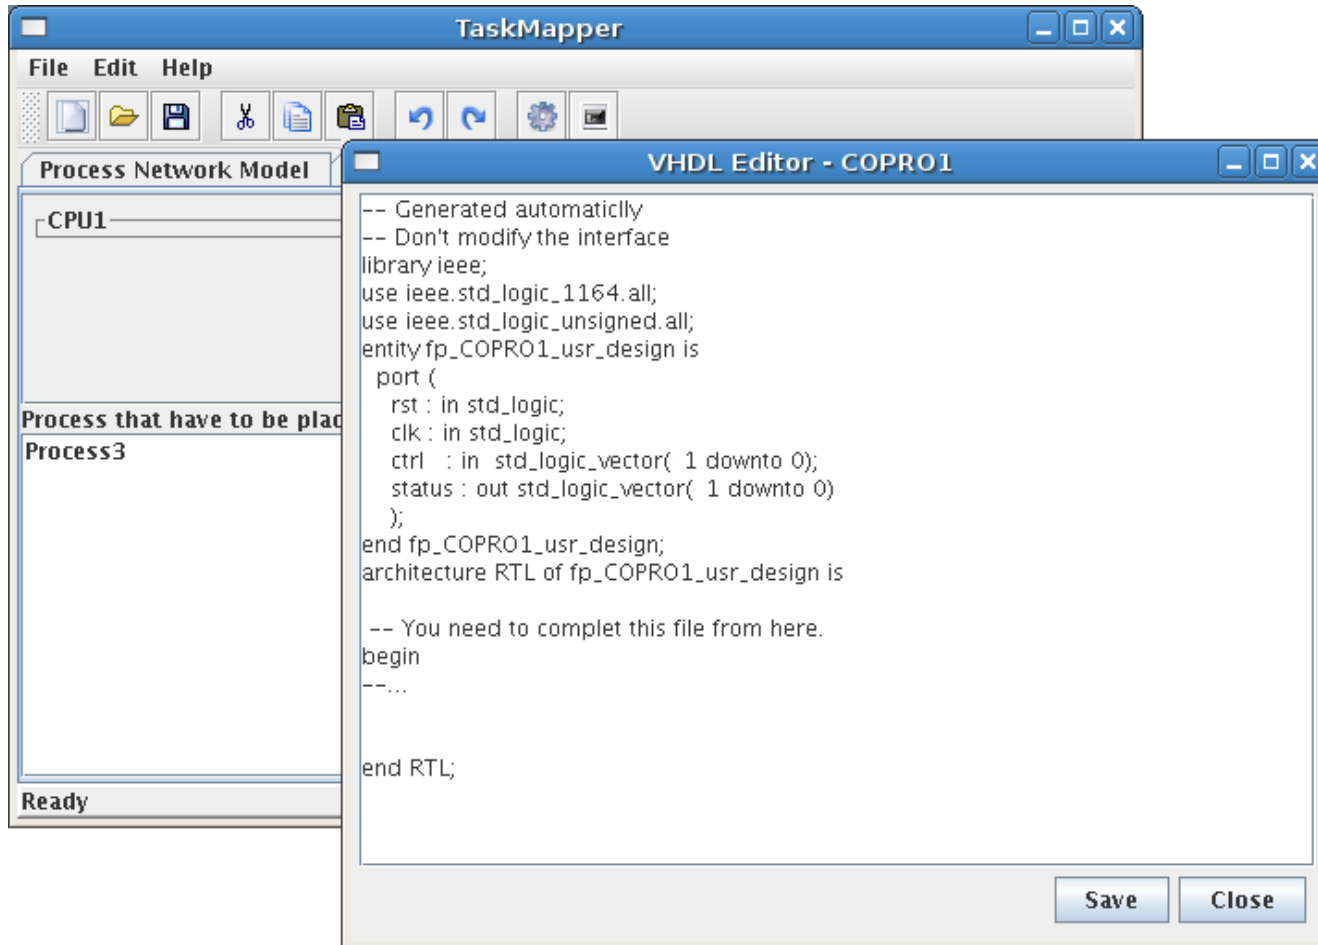 TaskMapper
File Edit Help
Process Network Model
CPU1
Process that have to be plac
Process3
Ready
VHDL Editor - COPRO1
-- Generated automaticlly
-- Don't modify the interface
library ieee;
use ieee.std_logic_1164.all;
use ieee.std_logic_unsigned.all;
entity fp_COPRO1_usr_design is
port (
rst : in std_logic;
clk : in std_logic;
ctrl : in std_logic_vector( 1 downto 0);
status : out std_logic_vector( 1 downto 0)
);
end fp_COPRO1_usr_design;
architecture RTL of fp_COPRO1_usr_design is
-- You need to complet this file from here.
begin
--...
end RTL;
Save Close